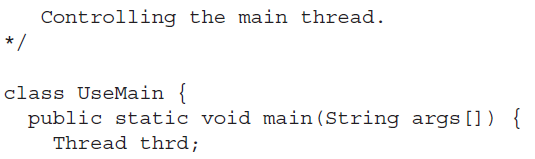 Controlling the main thread.
*/
class UseMain {
public static void main(String args[]) {
Thread thrd;